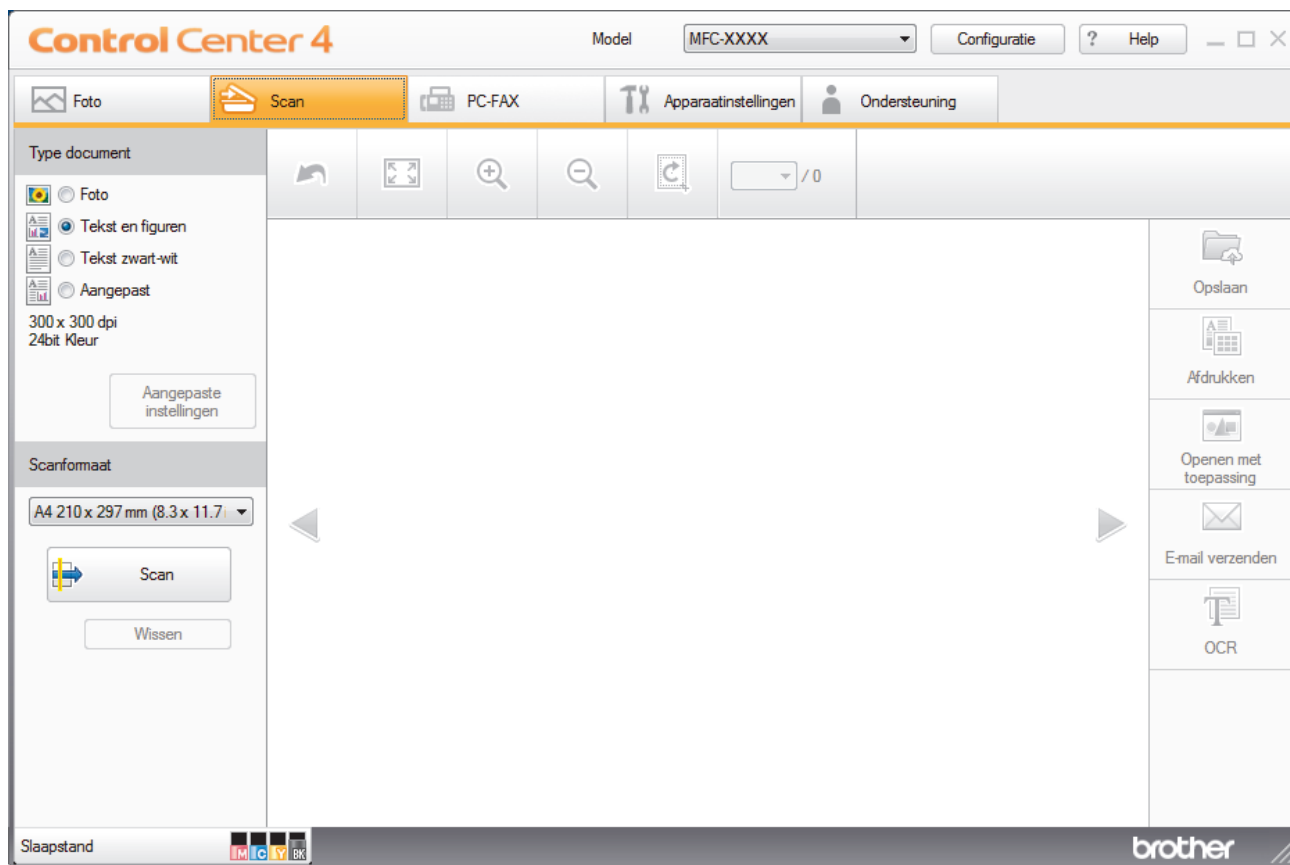 Control Center 4
Model
MFC-XXXX
Configuratie
? Help
Foto
Scan
PC-FAX
Apparaatinstellingen
Ondersteuning
Type document
Foto
Tekst en figuren
Tekst zwart-wit
Aangepast
300 x 300 dpi
24bit Kleur
Aangepaste
instellingen
Scanformaat
A4 210 x 297 mm (8.3 x 11.7
Scan
Wissen
/ 0
Opslaan
Afdrukken
Openen met
toepassing
E-mail verzenden
OCR
Slaapstand
M C Y BK
brother